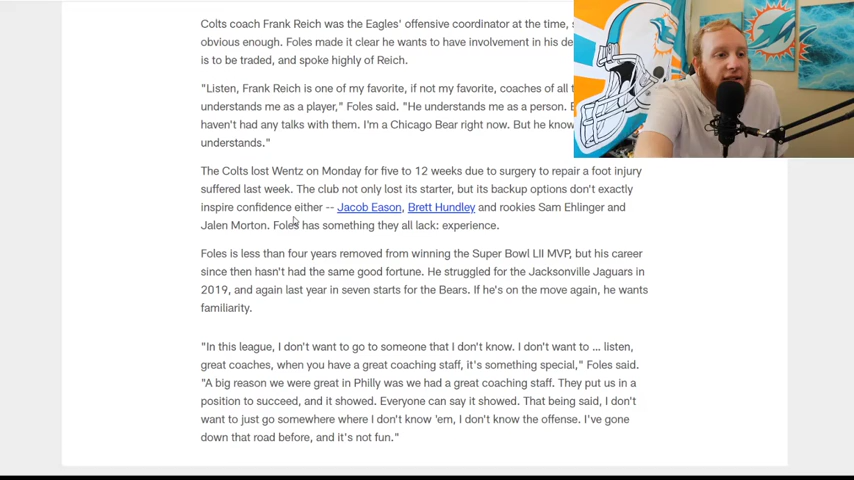 Colts coach Frank Reich was the Eagles' offensive coordinator at the time, s
obvious enough. Foles made it clear he wants to have involvement in his de
is to be traded, and spoke highly of Reich.
"Listen, Frank Reich is one of my favorite, if not my favorite, coaches of all t
understands me as a player," Foles said. "He understands me as a person.
haven't had any talks with them. I'm a Chicago Bear right now. But he know
understands."
The Colts lost Wentz on Monday for five to 12 weeks due to surgery to repair a foot injury
suffered last week. The club not only lost its starter, but its backup options don't exactly
inspire confidence either -- Jacob Eason, Brett Hundley and rookies Sam Ehlinger and
Jalen Morton. Foles has something they all lack: experience.
Foles is less than four years removed from winning the Super Bowl LII MVP, but his career
since then hasn't had the same good fortune. He struggled for the Jacksonville Jaguars in
2019, and again last year in seven starts for the Bears. If he's on the move again, he wants
familiarity.
"In this league, I don't want to go to someone that I don't know. I don't want to … listen,
great coaches, when you have a great coaching staff, it's something special," Foles said.
"A big reason we were great in Philly was we had a great coaching staff. They put us in a
position to succeed, and it showed. Everyone can say it showed. That being said, I don't
want to just go somewhere where I don't know 'em, I don't know the offense. I've gone
down that road before, and it's not fun."